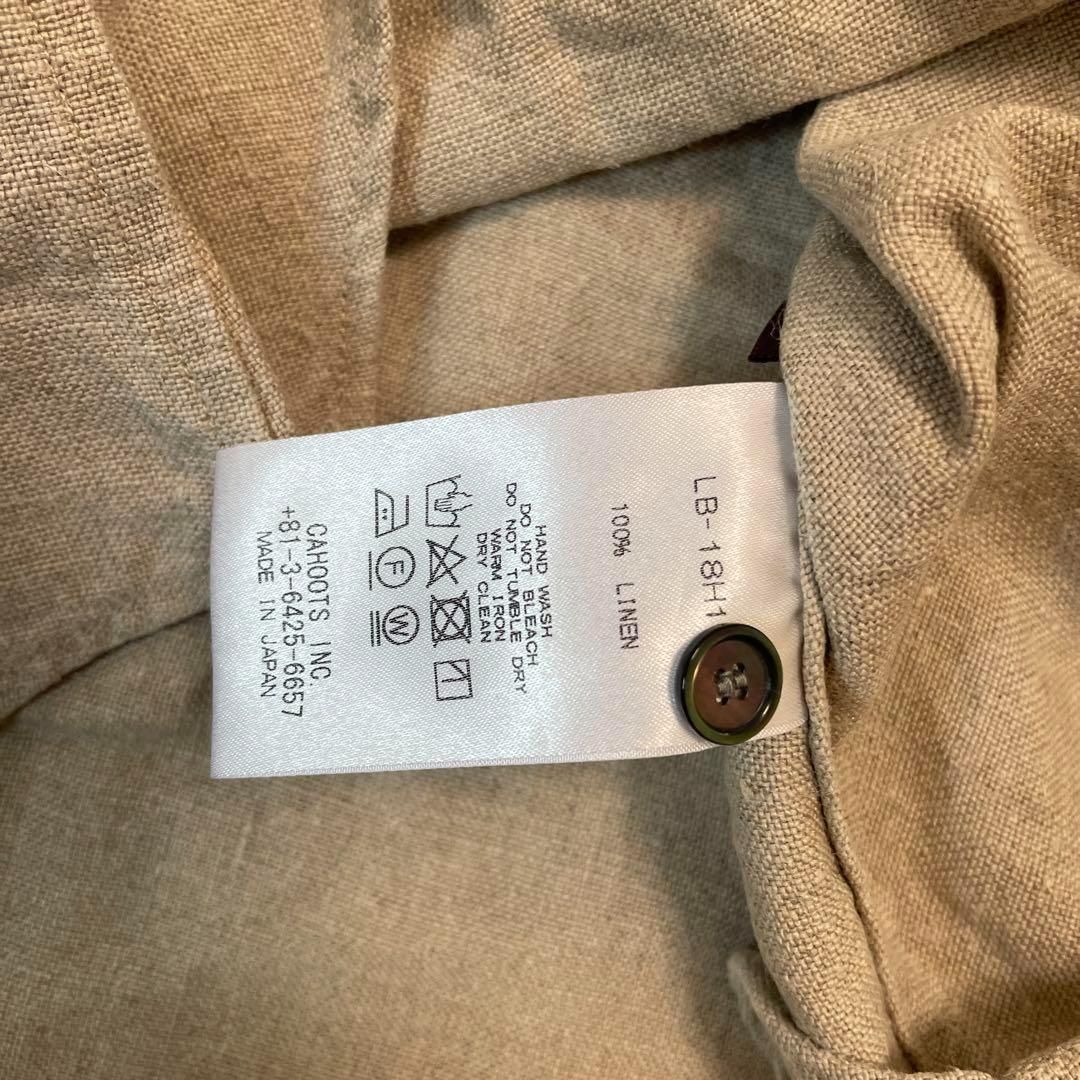 LB-18H1
100% LINEN
HAND WASH
DO NOT BLEACH
DO NOT TUMBLE DRY
WARM IRON
DRY CLEAN
F
W
CAHOOTS INC.
+81-3-6425-6657
MADE IN JAPAN